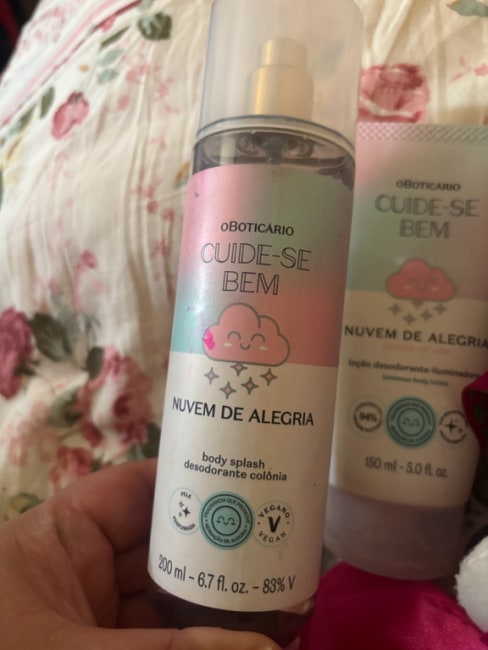 oBOTICÁRIO
CUIDE-SE
BEM
NUVEM DE ALEGRIA
body splash
desodorante colônia
VEGANO
V
VEGAN
200 ml - 6.7 fl. oz. - 83% V
oBOTICÁRIO
CUIDE-SE
BEM
NUVEM DE ALEGRIA
loção desodorante iluminadora
94%
150 ml - 5.0 fl. oz.